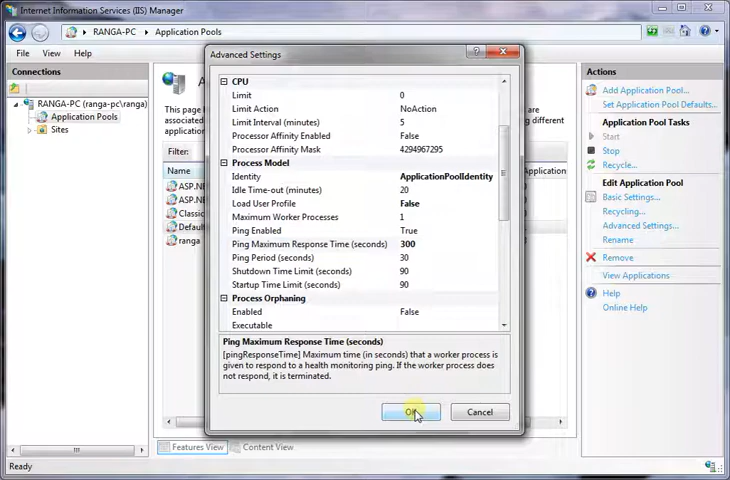 Internet Information Services (IIS) Manager
RANGA-PC
Application Pools
File View Help
Connections
RANGA-PC (ranga-pc\ranga)
Application Pools
Sites
This page
associated
application
Filter:
Name
ASP.NE
ASP.NE
Classic
Default
ranga
different
Advanced Settings
?
CPU
Limit 0
Limit Action NoAction
Limit Interval (minutes) 5
Processor Affinity Enabled False
Processor Affinity Mask 4294967295
Process Model
Identity ApplicationPoolIdentity
Idle Time-out (minutes) 20
Load User Profile False
Maximum Worker Processes 1
Ping Enabled True
Ping Maximum Response Time (seconds) 300
Ping Period (seconds) 30
Shutdown Time Limit (seconds) 90
Startup Time Limit (seconds) 90
Process Orphaning
Enabled False
Executable
Ping Maximum Response Time (seconds)
[pingResponseTime] Maximum time (in seconds) that a worker process is
given to respond to a health monitoring ping. If the worker process does
not respond, it is terminated.
OK Cancel
Actions
Add Application Pool...
Set Application Pool Defaults...
Application Pool Tasks
Start
Stop
Recycle...
Edit Application Pool
Basic Settings...
Recycling...
Advanced Settings...
Rename
Remove
View Applications
Help
Online Help
Features View Content View
Ready